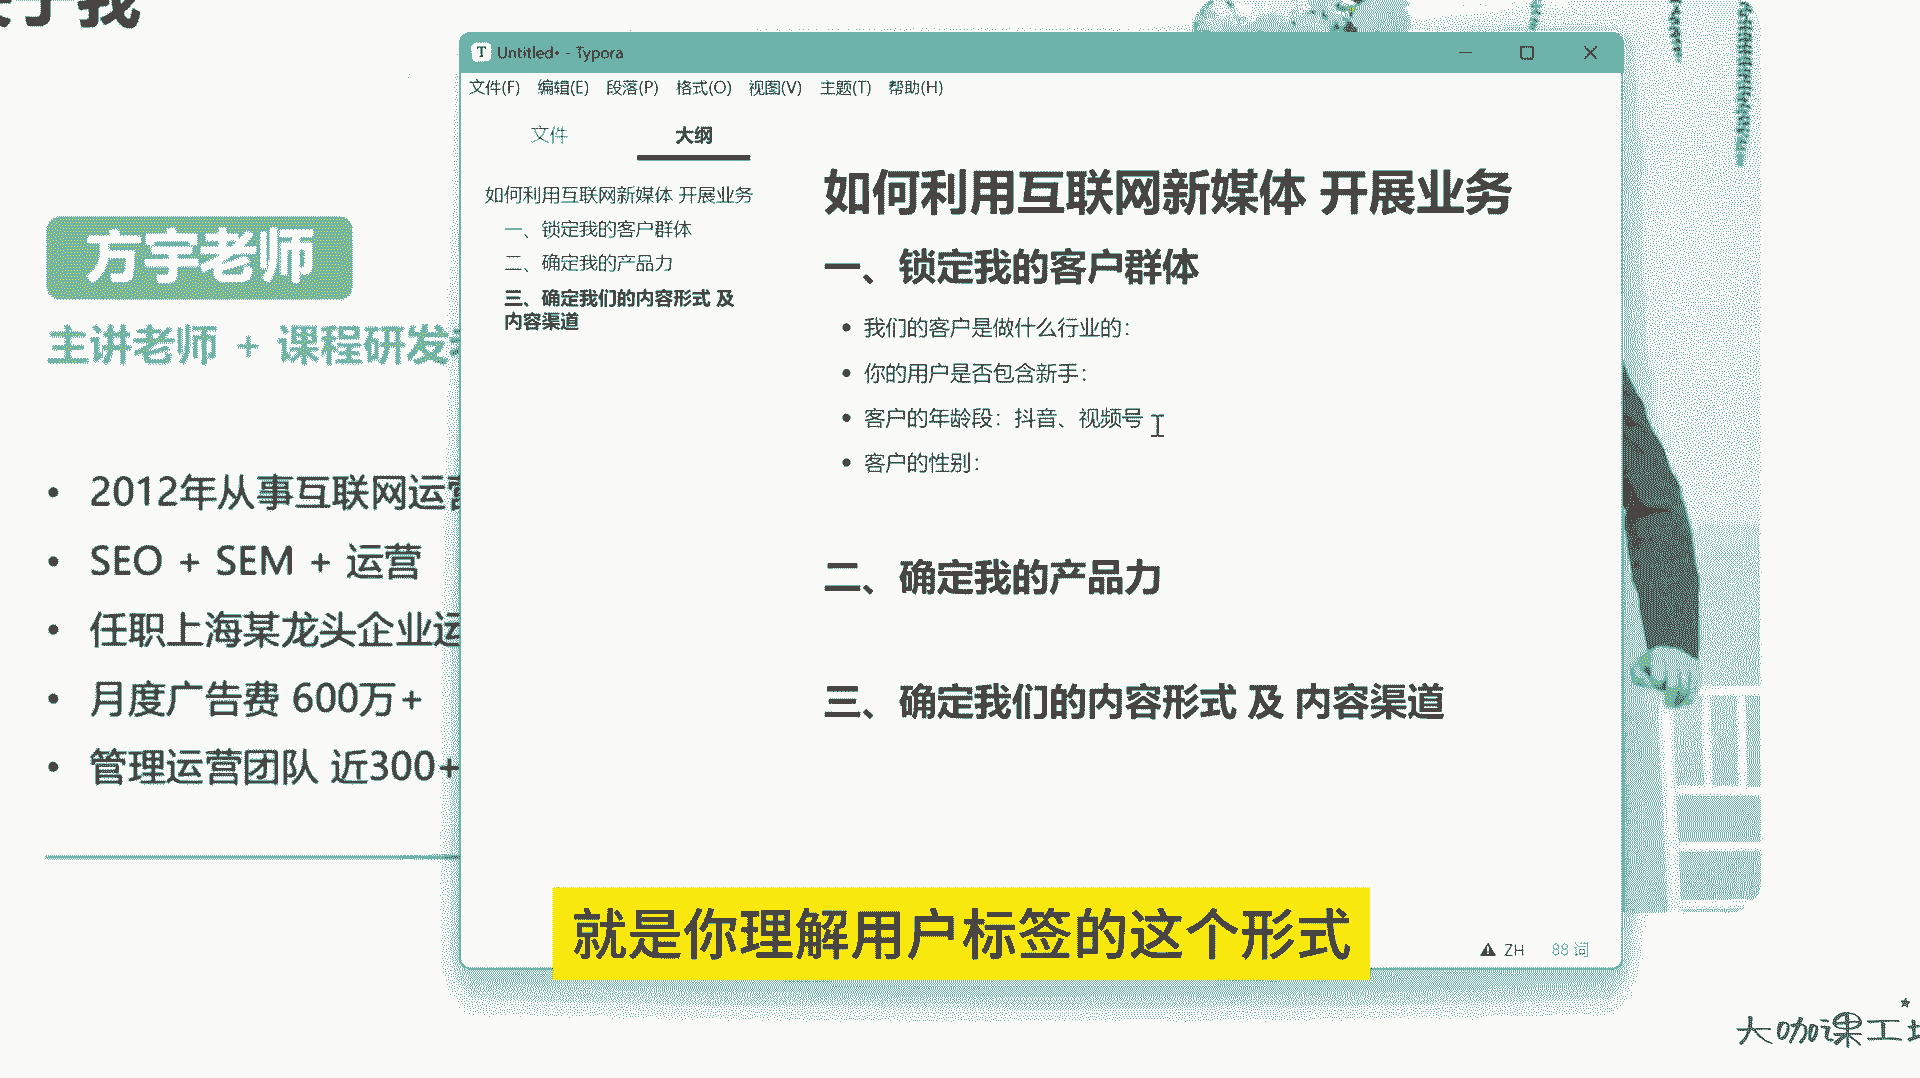 我
Untitled• - Typora
文件(F) 编辑(E) 段落(P) 格式(O) 视图(V) 主题(T) 帮助(H)
文件 大纲
如何利用互联网新媒体 开展业务
一、锁定我的客户群体
二、确定我的产品力
三、确定我们的内容形式 及
内容渠道
如何利用互联网新媒体 开展业务
一、锁定我的客户群体
• 我们的客户是做什么行业的：
• 你的用户是否包含新手：
• 客户的年龄段：抖音、视频号
• 客户的性别：
二、确定我的产品力
三、确定我们的内容形式 及 内容渠道
ZH 88 词
方宇老师
主讲老师 + 课程研发
• 2012年从事互联网运营
• SEO + SEM + 运营
• 任职上海某龙头企业运
• 月度广告费 600万+
• 管理运营团队 近300+
就是你理解用户标签的这个形式
大咖课工